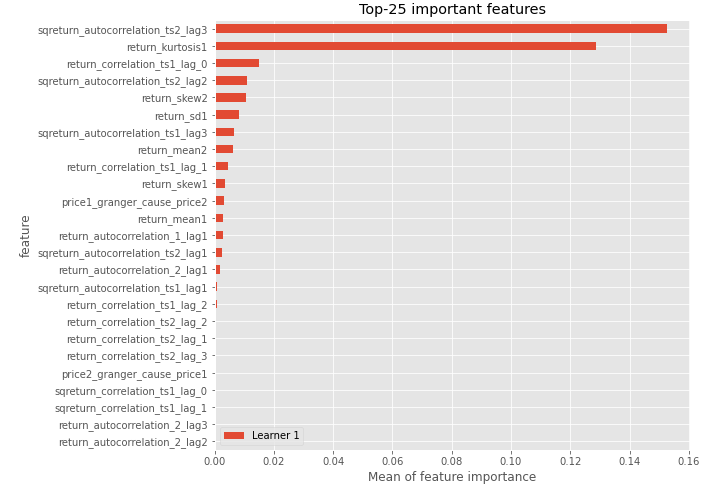 Top-25 important features
sqreturn_autocorrelation_ts2_lag3
return_kurtosis1
return_correlation_ts1_lag_0
sqreturn_autocorrelation_ts2_lag2
return_skew2
return_sd1
sqreturn_autocorrelation_ts1_lag3
return_mean2
return_correlation_ts1_lag_1
return_skew1
price1_granger_cause_price2
return_mean1
return_autocorrelation_1_lag1
sqreturn_autocorrelation_ts2_lag1
return_autocorrelation_2_lag1
sqreturn_autocorrelation_ts1_lag1
return_correlation_ts1_lag_2
return_correlation_ts2_lag_2
return_correlation_ts2_lag_1
return_correlation_ts2_lag_3
price2_granger_cause_price1
sqreturn_correlation_ts1_lag_0
sqreturn_correlation_ts1_lag_1
return_autocorrelation_2_lag3
return_autocorrelation_2_lag2
feature
Learner 1
0.00 0.02 0.04 0.06 0.08 0.10 0.12 0.14 0.16
Mean of feature importance